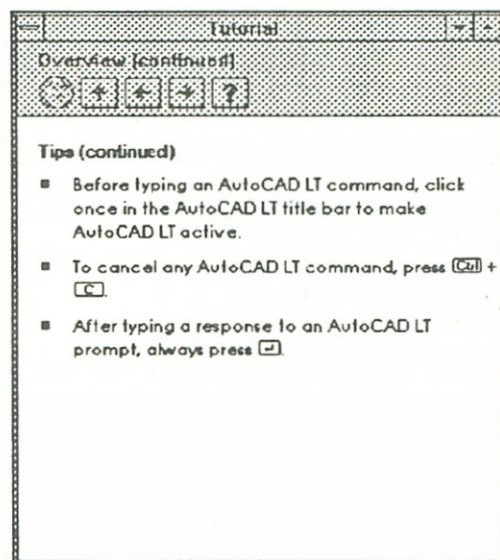 Tutorial
Overview (continued)
?
Tips (continued)
Before typing an AutoCAD LT command, click
once in the AutoCAD LT title bar to make
AutoCAD LT active.
To cancel any AutoCAD LT command, press Ctrl +
C.
After typing a response to an AutoCAD LT
prompt, always press ↵.